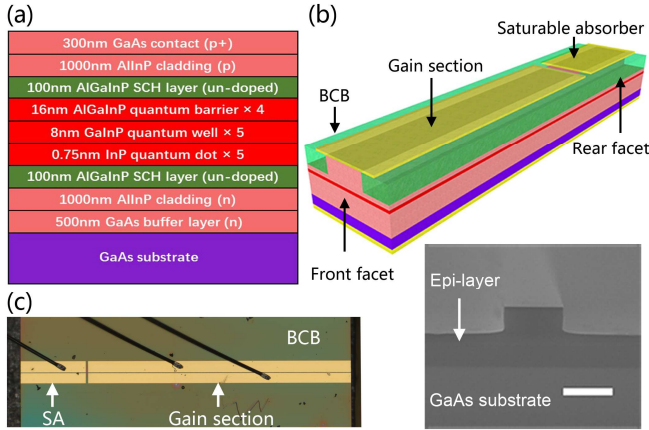 (a)
300nm GaAs contact (p+)
1000nm AlInP cladding (p)
100nm AlGaInP SCH layer (un-doped)
16nm AlGaInP quantum barrier × 4
8nm GaInP quantum well × 5
0.75nm InP quantum dot × 5
100nm AlGaInP SCH layer (un-doped)
1000nm AlInP cladding (n)
500nm GaAs buffer layer (n)
GaAs substrate
(b)
Saturable absorber
Gain section
BCB
Rear facet
Front facet
(c)
BCB
SA
Gain section
Epi-layer
GaAs substrate